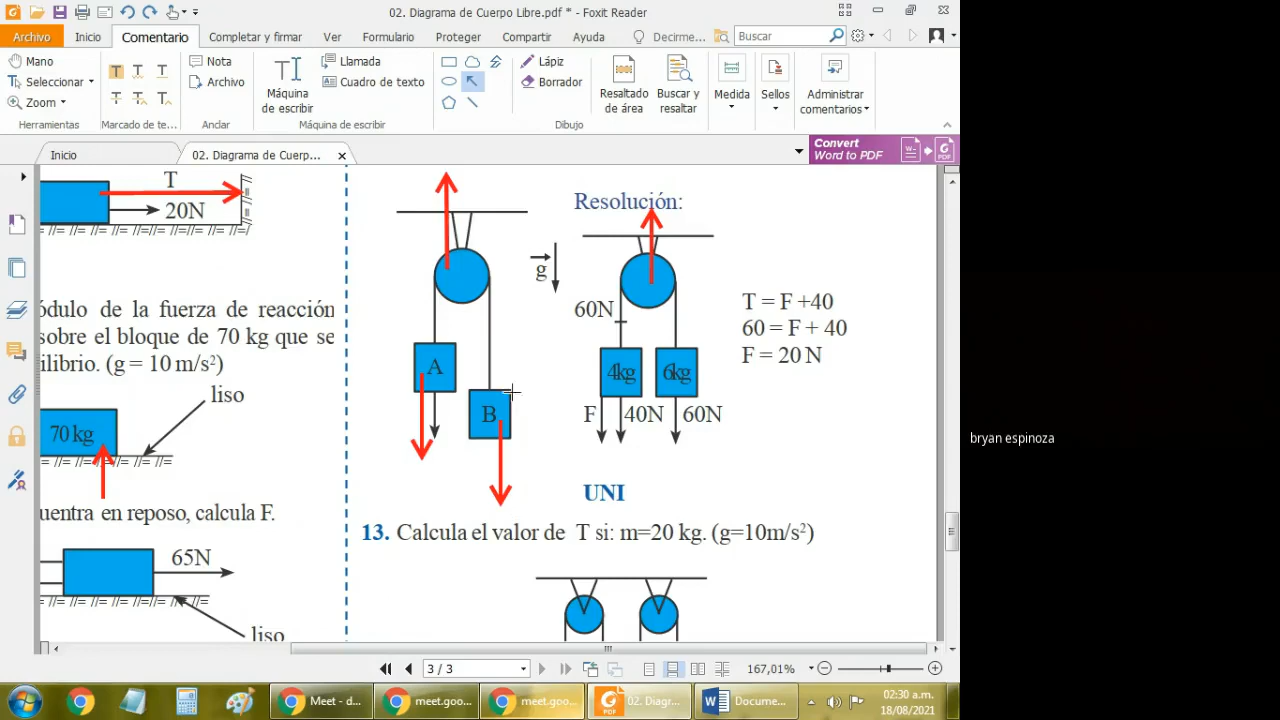 02. Diagrama de Cuerpo Libre.pdf * - Foxit Reader
Archivo Inicio Comentario Completar y firmar Ver Formulario Proteger Compartir Ayuda Decirme... Buscar
Mano
Seleccionar
Zoom
Herramientas
Marcado de te...
Nota
Archivo
Anclar
Máquina de escribir
Llamada
Cuadro de texto
Máquina de escribir
Lápiz
Borrador
Dibujo
Resaltado de área
Buscar y resaltar
Medida
Sellos
Administrar comentarios
Inicio
02. Diagrama de Cuerp...
Convert
Word to PDF
T
20N
ódulo de la fuerza de reacción
sobre el bloque de 70 kg que se
ilibrio. (g = 10 m/s²)
liso
70 kg
uentra en reposo, calcula F.
65N
liso
A
B
g
Resolución:
60N
4kg
6kg
F
40N
60N
T = F +40
60 = F + 40
F = 20 N
UNI
13. Calcula el valor de T si: m=20 kg. (g=10m/s²)
3 / 3
167,01%
Meet - d...
meet.goo...
meet.goo...
02. Diagr...
Docume...
02:30 a.m.
18/08/2021
bryan espinoza